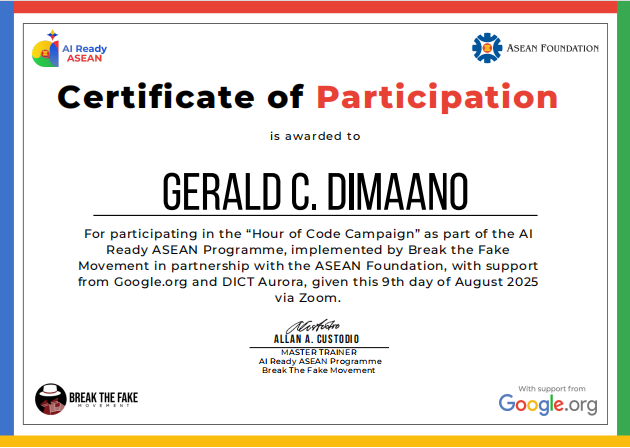 AI Ready
ASEAN
ASEAN FOUNDATION
Certificate of Participation
is awarded to
GERALD C. DIMAANO
For participating in the “Hour of Code Campaign” as part of the AI
Ready ASEAN Programme, implemented by Break the Fake
Movement in partnership with the ASEAN Foundation, with support
from Google.org and DICT Aurora, given this 9th day of August 2025
via Zoom.
ALLAN A. CUSTODIO
MASTER TRAINER
AI Ready ASEAN Programme
Break The Fake Movement
BREAK THE FAKE
MOVEMENT
With support from
Google.org